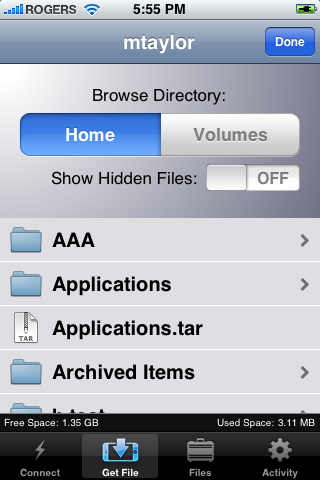 ROGERS 5:55 PM
mtaylor Done
Browse Directory:
Home Volumes
Show Hidden Files: OFF
AAA
Applications
TAR Applications.tar
Archived Items
Free Space: 1.35 GB Used Space: 3.11 MB
Connect Get File Files Activity